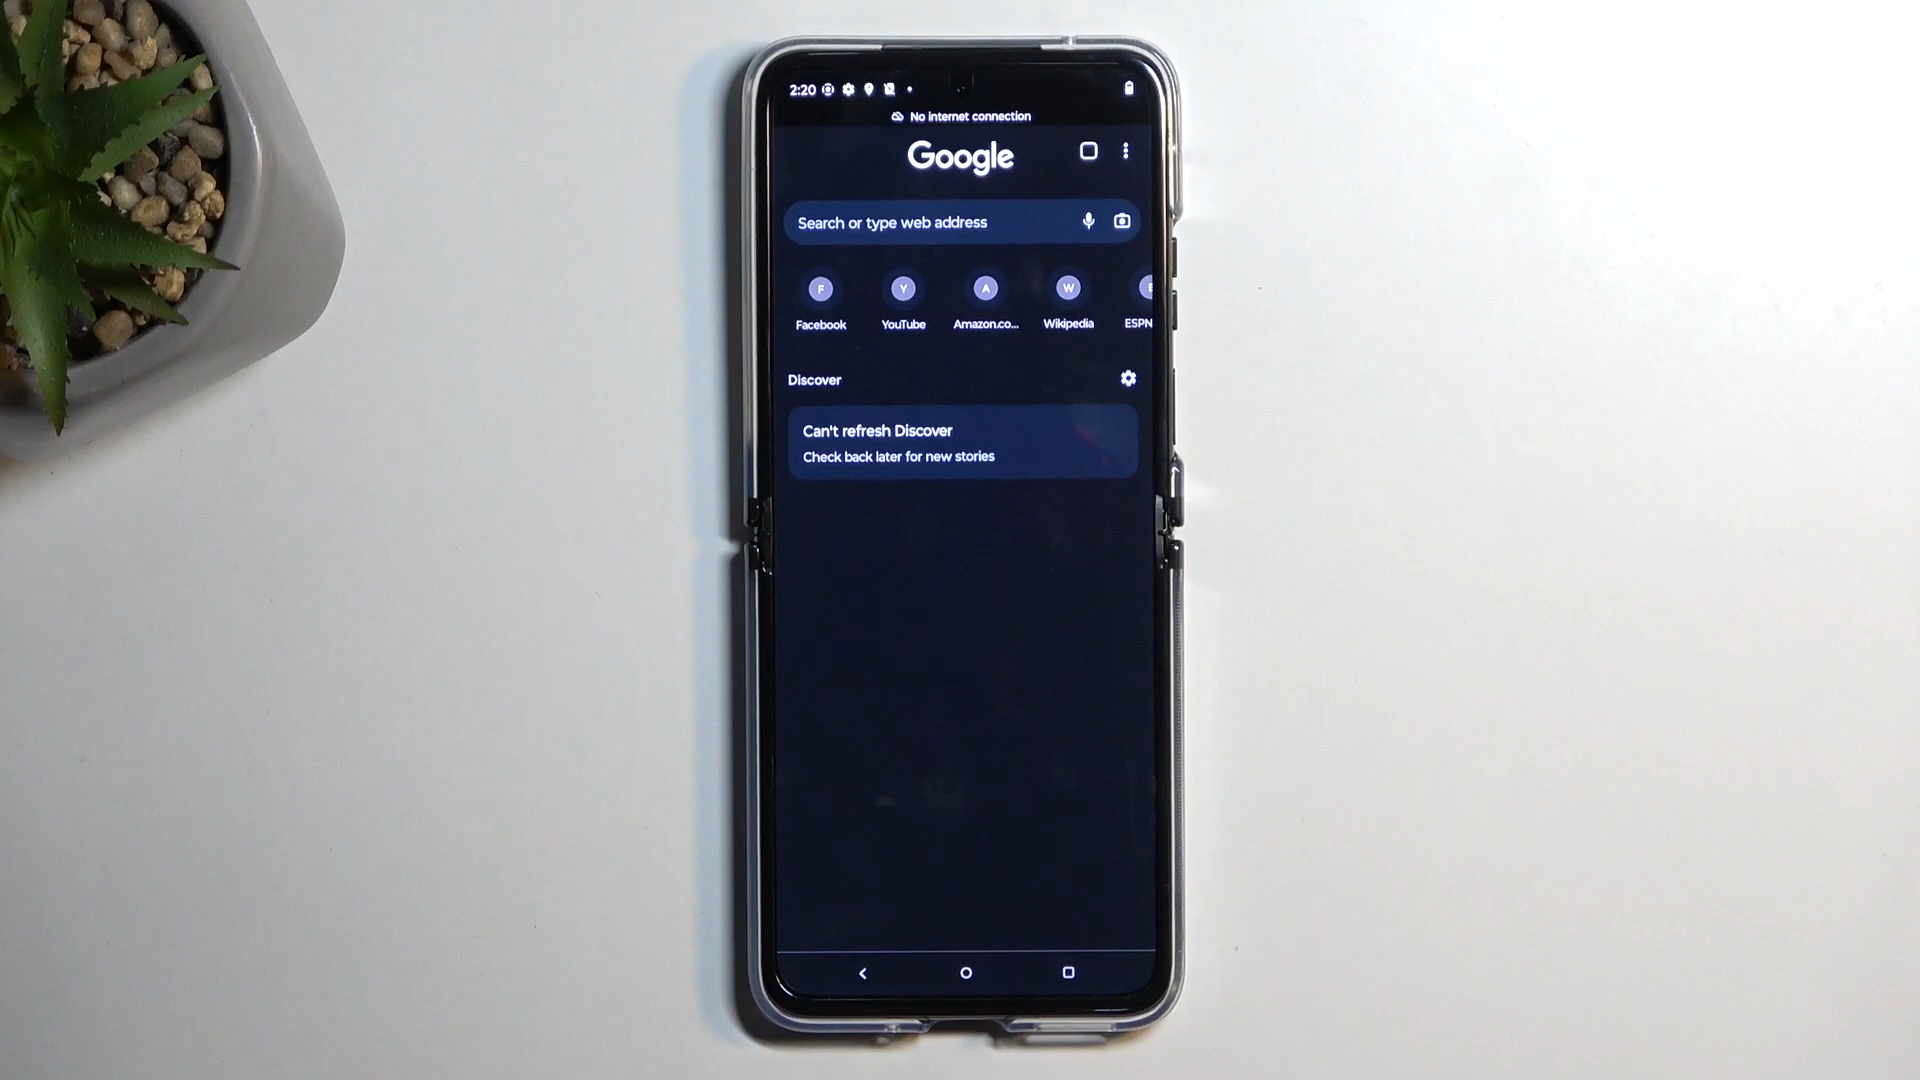 2:20
No internet connection
Google
Search or type web address
F Y A W E
Facebook YouTube Amazon.co... Wikipedia ESPN
Discover
Can't refresh Discover
Check back later for new stories